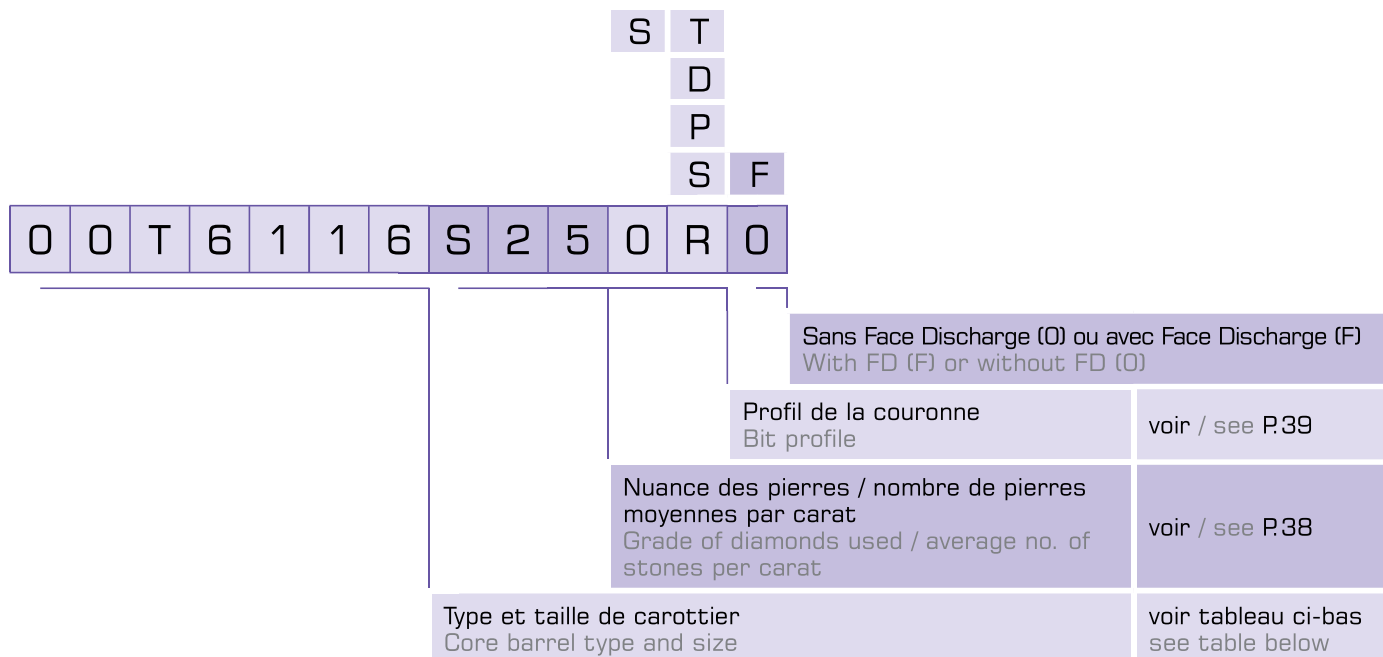 S T
D
P
S F
0 0 T 6 1 1 6 S 2 5 0 R 0
Sans Face Discharge (0) ou avec Face Discharge (F)
With FD (F) or without FD (0)
Profil de la couronne
Bit profile
voir / see P.39
Nuance des pierres / nombre de pierres
moyennes par carat
Grade of diamonds used / average no. of
stones per carat
voir / see P.38
Type et taille de carottier
Core barrel type and size
voir tableau ci-bas
see table below